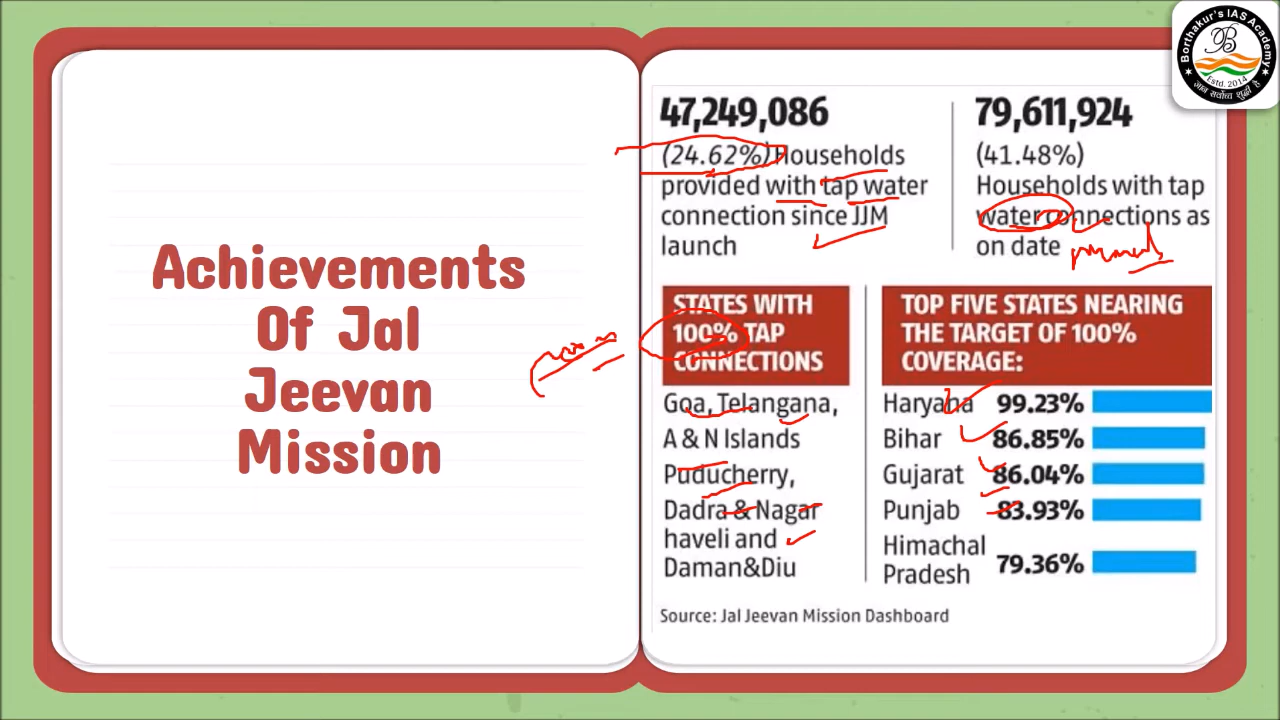 Achievements
Of Jal
Jeevan
Mission
47,249,086
(24.62%) Households
provided with tap water
connection since JJM
launch
79,611,924
(41.48%)
Households with tap
water connections as
on date
STATES WITH
100% TAP
CONNECTIONS
Goa, Telangana,
A & N Islands
Puducherry,
Dadra & Nagar
haveli and
Daman&Diu
TOP FIVE STATES NEARING
THE TARGET OF 100%
COVERAGE:
Haryana 99.23%
Bihar 86.85%
Gujarat 86.04%
Punjab 83.93%
Himachal
Pradesh 79.36%
Source: Jal Jeevan Mission Dashboard
Borthakur's IAS Academy
B
Estd. 2014
ज्ञान सर्वोच्च शुद्धी है